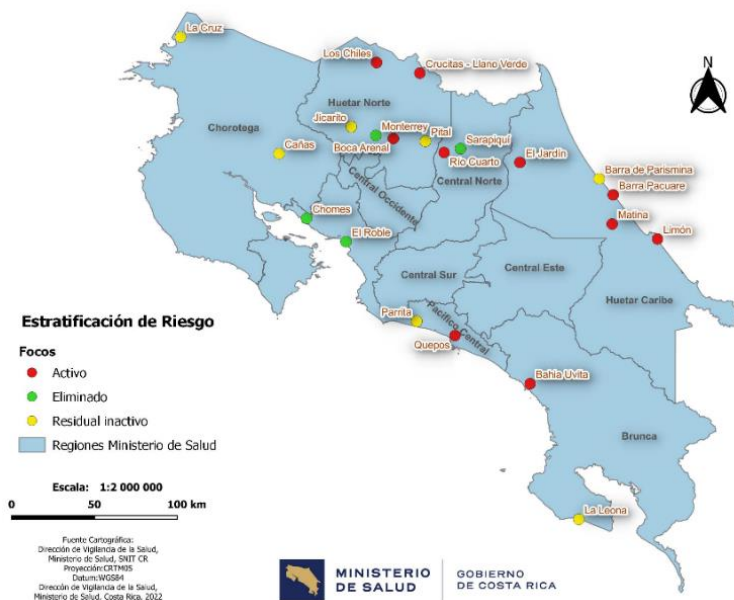 La Cruz
Los Chiles
Crucitas - Llano Verde
N
Huetar Norte
Jicarito
Monterrey
Pital
Sarapiquí
Chorotega
Boca Arenal
Cañas
Río Cuarto
El Jardín
Central Norte
Barra de Parismina
Barra Pacuare
Central Occidente
Chomes
Matina
El Roble
Limón
Central Sur
Central Este
Huetar Caribe
Estratificación de Riesgo
Parrita
Pacífico Central
Focos
Quepos
Activo
Bahía Uvita
Eliminado
Residual inactivo
Brunca
Regiones Ministerio de Salud
Escala: 1:2 000 000
0 50 100 km
La Leona
Fuente Cartográfica:
Dirección de Vigilancia de la Salud,
Ministerio de Salud, SNIT CR
Proyección:CRTM05
Datum:WGS84
Dirección de Vigilancia de la Salud,
Ministerio de Salud. Costa Rica. 2022
MINISTERIO
DE SALUD
GOBIERNO
DE COSTA RICA